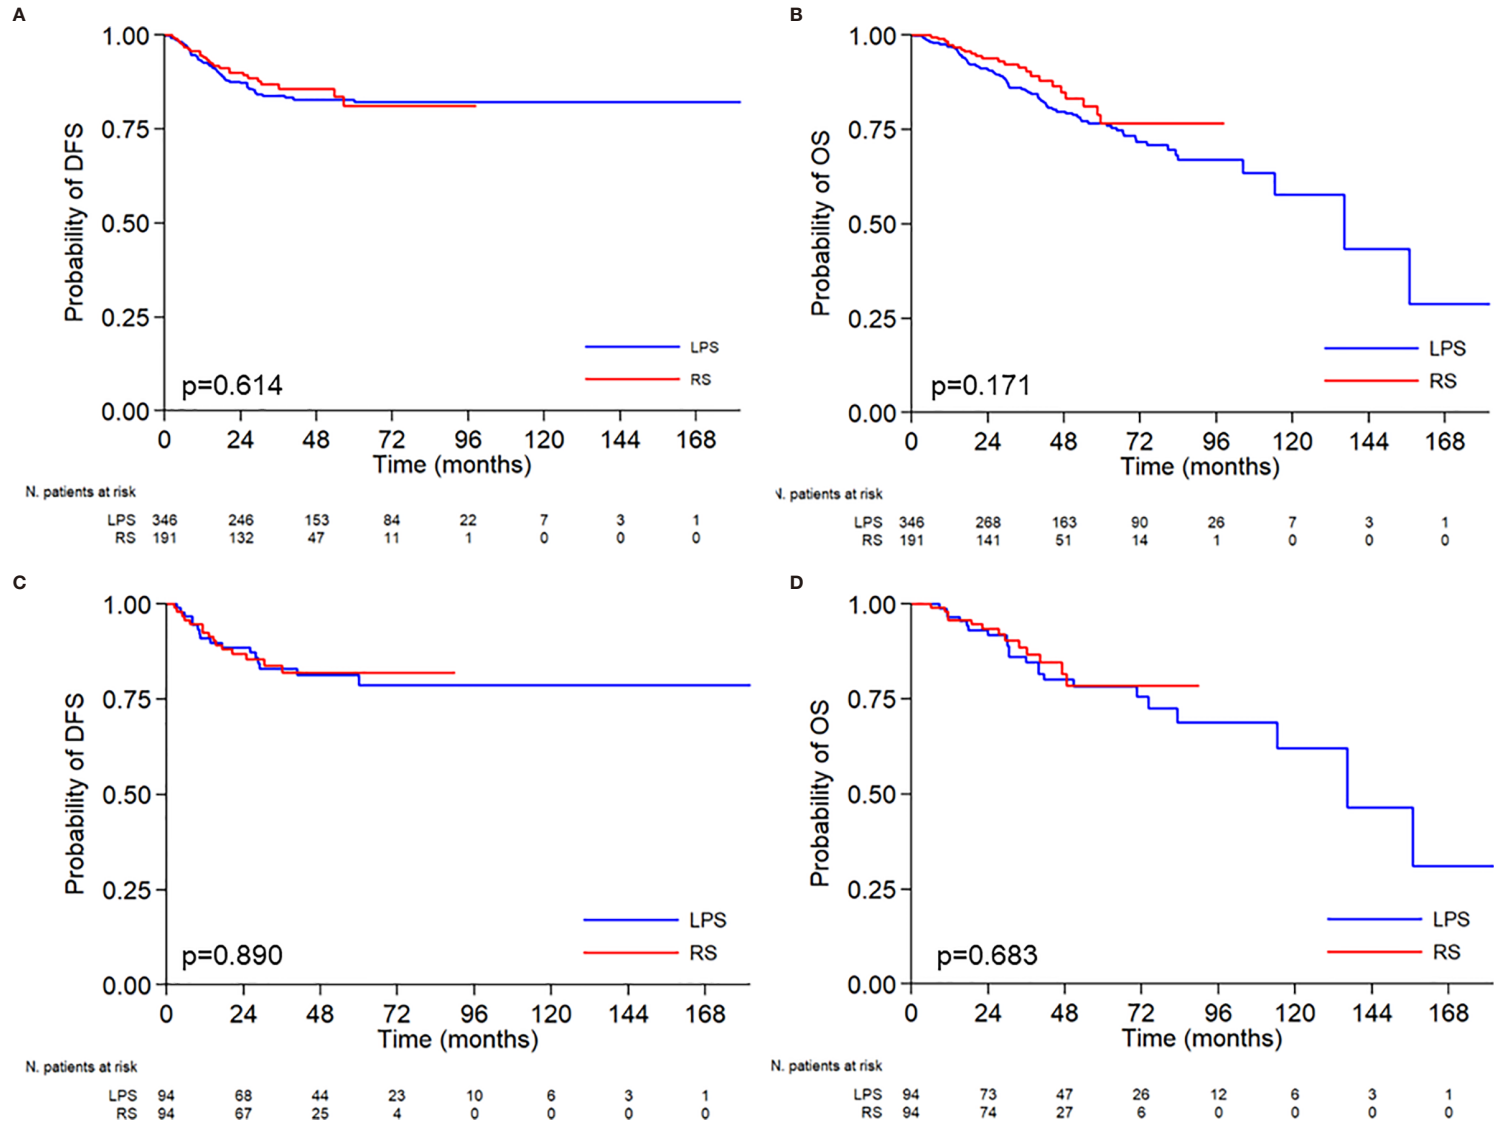 A
1.00
0.75
0.50
0.25
0.00
Probability of DFS
LPS
RS
p=0.614
0 24 48 72 96 120 144 168
Time (months)
N. patients at risk
LPS 346 246 153 84 22 7 3 1
RS 191 132 47 11 1 0 0 0
B
1.00
0.75
0.50
0.25
0.00
Probability of OS
LPS
RS
p=0.171
0 24 48 72 96 120 144 168
Time (months)
N. patients at risk
LPS 346 268 163 90 26 7 3 1
RS 191 141 51 14 1 0 0 0
C
1.00
0.75
0.50
0.25
0.00
Probability of DFS
LPS
RS
p=0.890
0 24 48 72 96 120 144 168
Time (months)
N. patients at risk
LPS 94 68 44 23 10 6 3 1
RS 94 67 25 4 0 0 0 0
D
1.00
0.75
0.50
0.25
0.00
Probability of OS
LPS
RS
p=0.683
0 24 48 72 96 120 144 168
Time (months)
N. patients at risk
LPS 94 73 47 26 12 6 3 1
RS 94 74 27 6 0 0 0 0